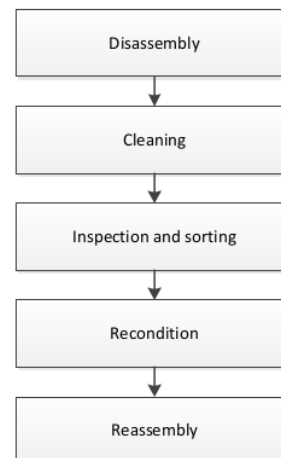 Disassembly
Cleaning
Inspection and sorting
Recondition
Reassembly